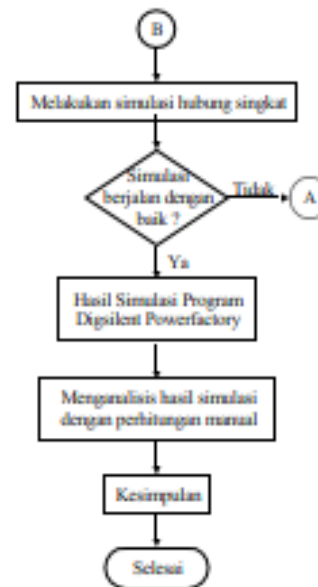 B
Melakukan simulasi hubung singkat
Simulasi
berjalan dengan
baik ?
Tidak
A
Ya
Hasil Simulasi Program
Digsilent Powerfactory
Menganalisis hasil simulasi
dengan perhitungan manual
Kesimpulan
Selesai